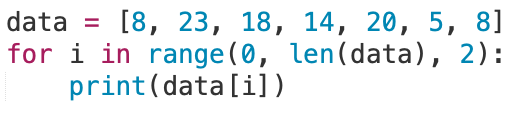 data = [8, 23, 18, 14, 20, 5, 8]
for i in range(0, len(data), 2):
    print(data[i])